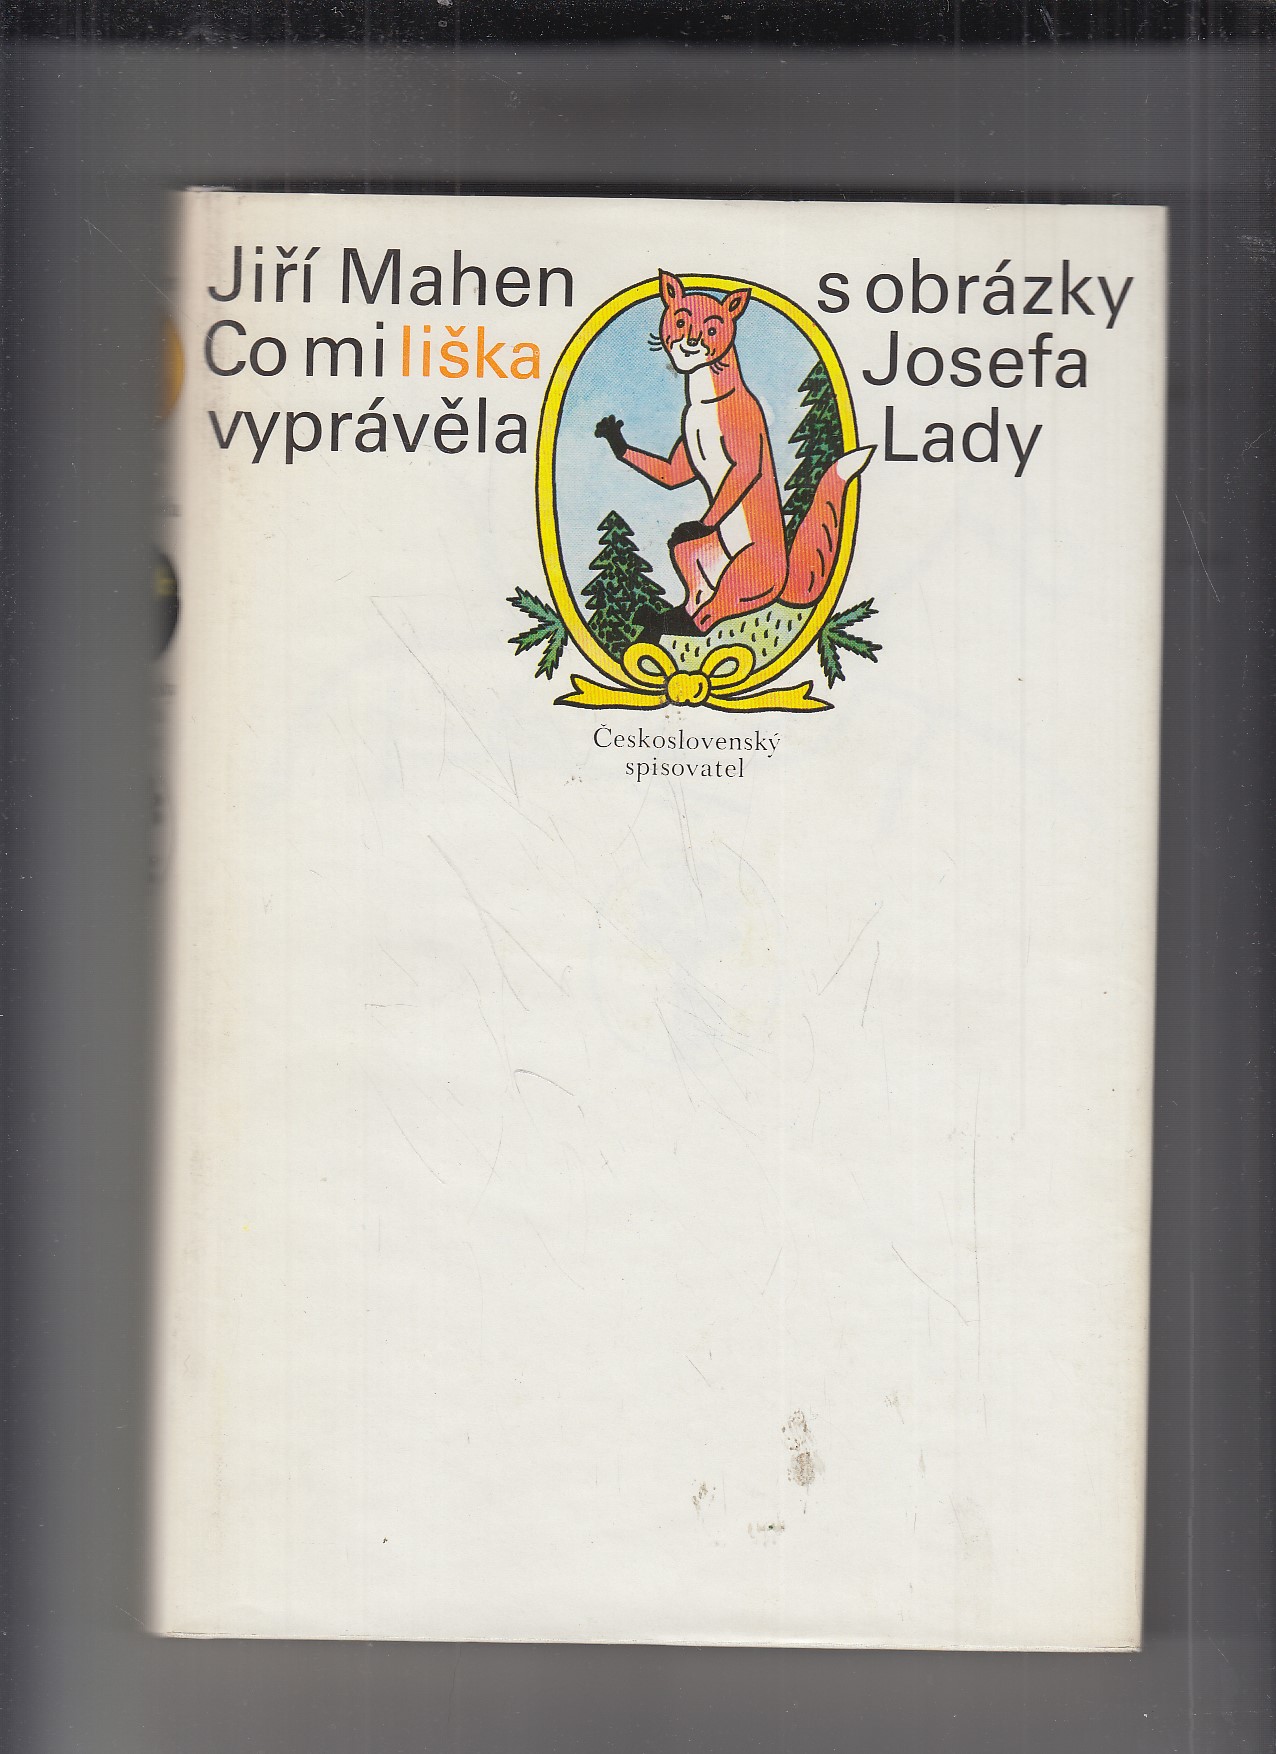 Jiří Mahen
Co mi liška
vyprávěla
s obrázky
Josefa
Lady
Československý
spisovatel